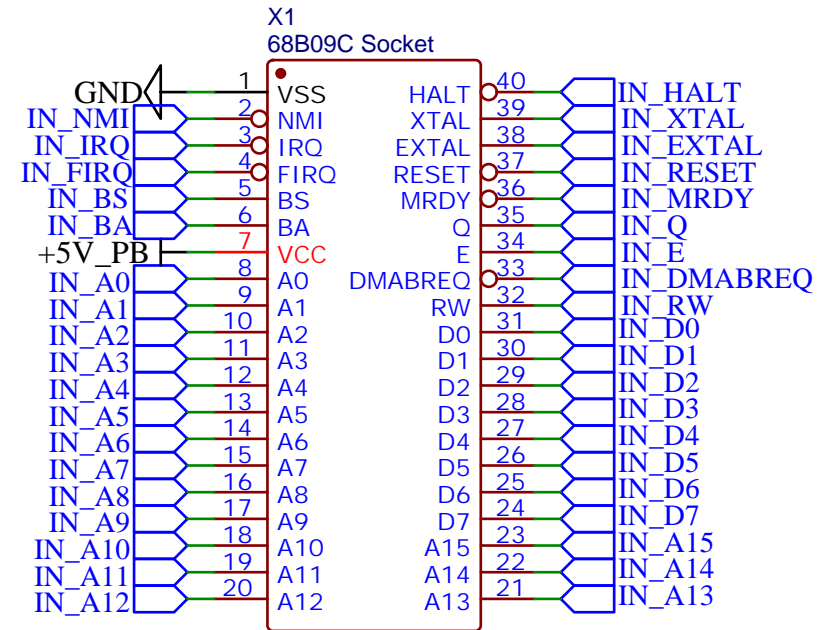 X1
68B09C Socket
GND 1 VSS HALT 40 IN_HALT
IN_NMI 2 NMI XTAL 39 IN_XTAL
IN_IRQ 3 IRQ EXTAL 38 IN_EXTAL
IN_FIRQ 4 FIRQ RESET 37 IN_RESET
IN_BS 5 BS MRDY 36 IN_MRDY
IN_BA 6 BA Q 35 IN_Q
+5V_PB 7 VCC E 34 IN_E
IN_A0 8 A0 DMABREQ 33 IN_DMABREQ
IN_A1 9 A1 RW 32 IN_RW
IN_A2 10 A2 D0 31 IN_D0
IN_A3 11 A3 D1 30 IN_D1
IN_A4 12 A4 D2 29 IN_D2
IN_A5 13 A5 D3 28 IN_D3
IN_A6 14 A6 D4 27 IN_D4
IN_A7 15 A7 D5 26 IN_D5
IN_A8 16 A8 D6 25 IN_D6
IN_A9 17 A9 D7 24 IN_D7
IN_A10 18 A10 A15 23 IN_A15
IN_A11 19 A11 A14 22 IN_A14
IN_A12 20 A12 A13 21 IN_A13